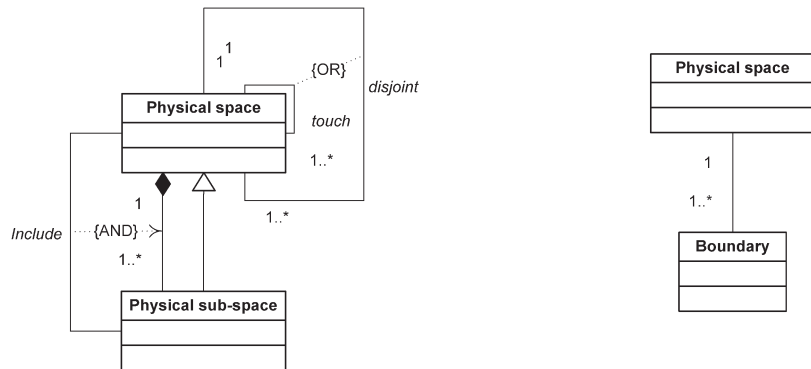 1
1
{OR}
disjoint
Physical space
touch
1..*
1
1..*
Include
{AND}
1..*
Physical sub-space
Physical space
1
1..*
Boundary